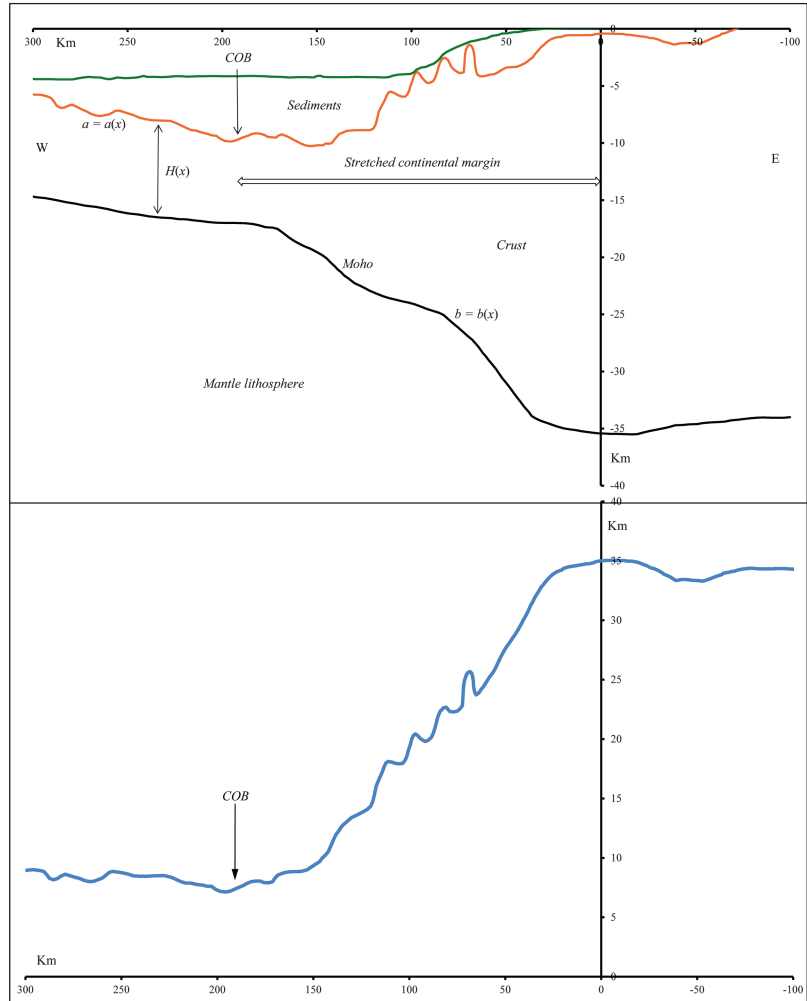 300 250 200 150 100 50 0 -50 -100
Km
COB
-5
Sediments
a = a(x)
-10
W
E
Stretched continental margin
H(x)
-15
Crust
-20
Moho
b = b(x)
-25
Mantle lithosphere
-30
-35
Km
-40
40
Km
35
30
25
20
COB
15
10
5
Km
0
300 250 200 150 100 50 0 -50 -100